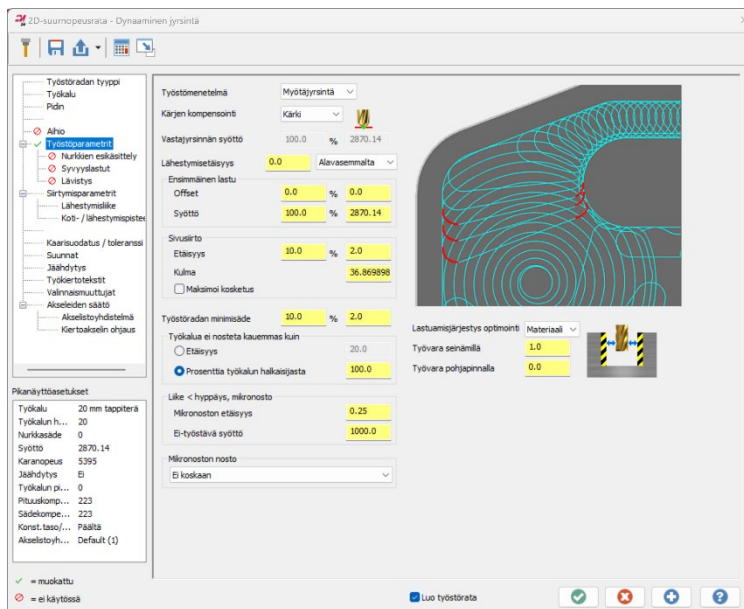 2D-suurnopeusrata - Dynaaminen jyrsintä
Työstöradan tyyppi
Työkalu
Pidin
Aihio
Työstöparametrit
Nurkkien esikäsittely
Syvyyslastut
Lävistys
Siirtymisparametrit
Lähestymisliike
Koti- / lähestymispistee
Kaarisuodatus / toleranssi
Suunnat
Jäähdytys
Työkiertotekstit
Valinnaismuuttujat
Akseleiden säätö
Akselistoyhdistelmä
Kiertoakselin ohjaus
Pikanäyttöasetukset
Työkalu 20 mm tappiterä
Työkalun h... 20
Nurkkasäde 0
Syöttö 2870.14
Karanopeus 5395
Jäähdytys Ei
Työkalun pi... 0
Pituuskomp... 223
Sädekompe... 223
Konst.taso/... Päältä
Akselistoyh... Default (1)
= muokattu
= ei käytössä
Työstömenetelmä Myötäjyrsintä
Kärjen kompensointi Kärki
Vastajyrsinnän syöttö 100.0 % 2870.14
Lähestymisetäisyys 0.0 Alavasemmalta
Ensimmäinen lastu
Offset 0.0 % 0.0
Syöttö 100.0 % 2870.14
Sivusiirto
Etäisyys 10.0 % 2.0
Kulma 36.869898
Maksimoi kosketus
Työstöradan minimisäde 10.0 % 2.0
Työkalua ei nosteta kauemmas kuin
Etäisyys 20.0
Prosenttia työkalun halkaisijasta 100.0
Liike < hyppäys, mikronosto
Mikronoston etäisyys 0.25
Ei-työstävä syöttö 1000.0
Mikronoston nosto
Ei koskaan
Lastuamisjärjestys optimointi Materiaali
Työvara seinämillä 1.0
Työvara pohjapinnalla 0.0
Luo työstörata